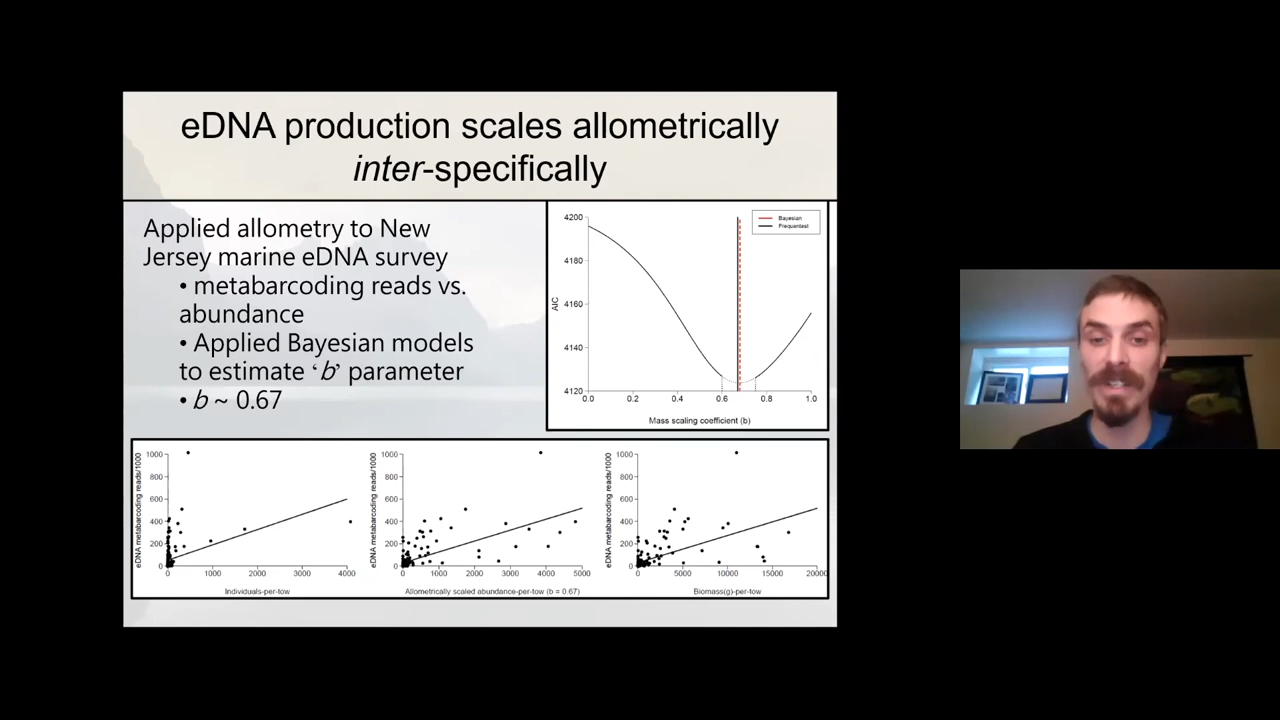 eDNA production scales allometrically
inter-specifically
Applied allometry to New
Jersey marine eDNA survey
• metabarcoding reads vs.
abundance
• Applied Bayesian models
to estimate ‘b’ parameter
• b ~ 0.67
4200
4180
4160
4140
4120
AIC
0.0 0.2 0.4 0.6 0.8 1.0
Mass scaling coefficient (b)
Bayesian
Frequentist
eDNA metabarcoding reads/1000
1000
800
600
400
200
0
0 1000 2000 3000 4000
Individuals-per-tow
eDNA metabarcoding reads/1000
1000
800
600
400
200
0
0 1000 2000 3000 4000 5000
Allometrically scaled abundance-per-tow (b = 0.67)
eDNA metabarcoding reads/1000
1000
800
600
400
200
0
0 5000 10000 15000 20000
Biomass(g)-per-tow